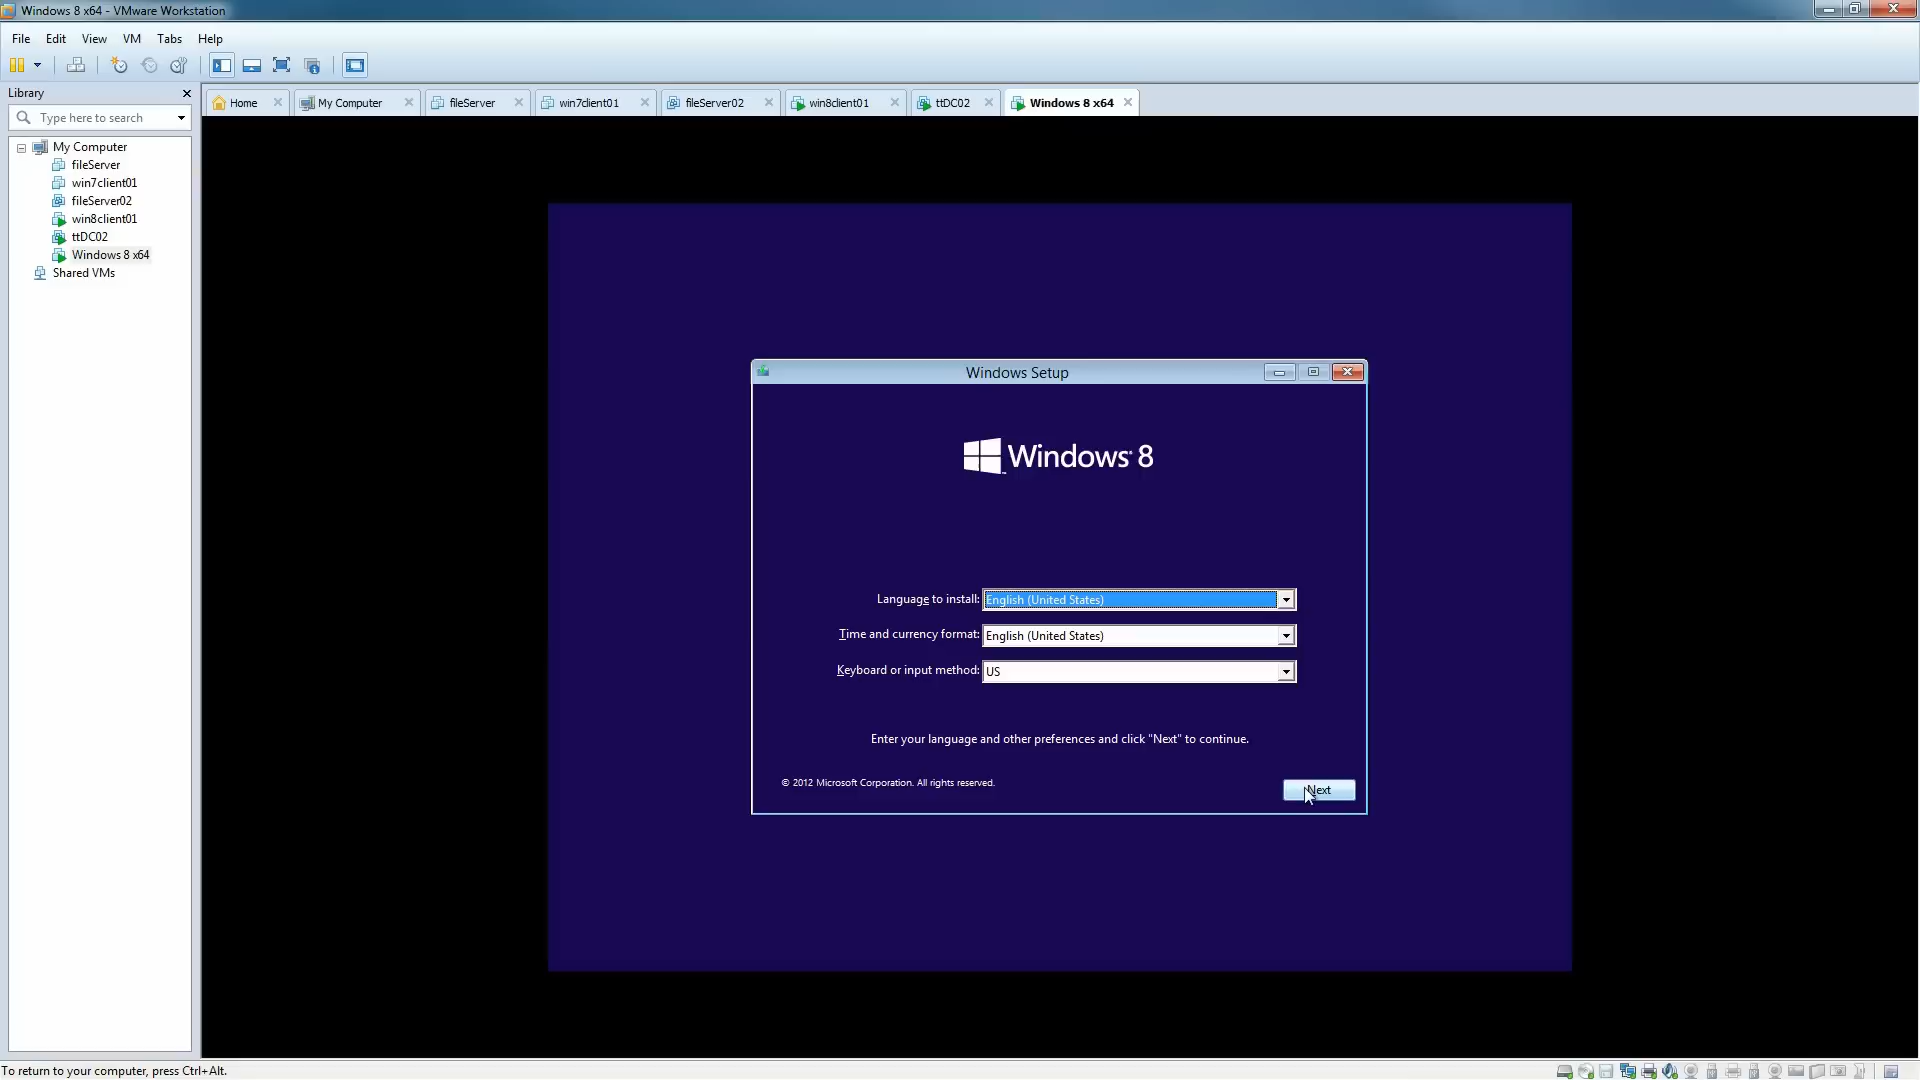 Windows 8 x64 - VMware Workstation
File Edit View VM Tabs Help
Library
Home My Computer fileServer win7client01 fileServer02 win8client01 ttDC02 Windows 8 x64
Type here to search
My Computer
fileServer
win7client01
fileServer02
win8client01
ttDC02
Windows 8 x64
Shared VMs
Windows Setup
Windows 8
Language to install: English (United States)
Time and currency format: English (United States)
Keyboard or input method: US
Enter your language and other preferences and click "Next" to continue.
© 2012 Microsoft Corporation. All rights reserved.
Next
To return to your computer, press Ctrl+Alt.